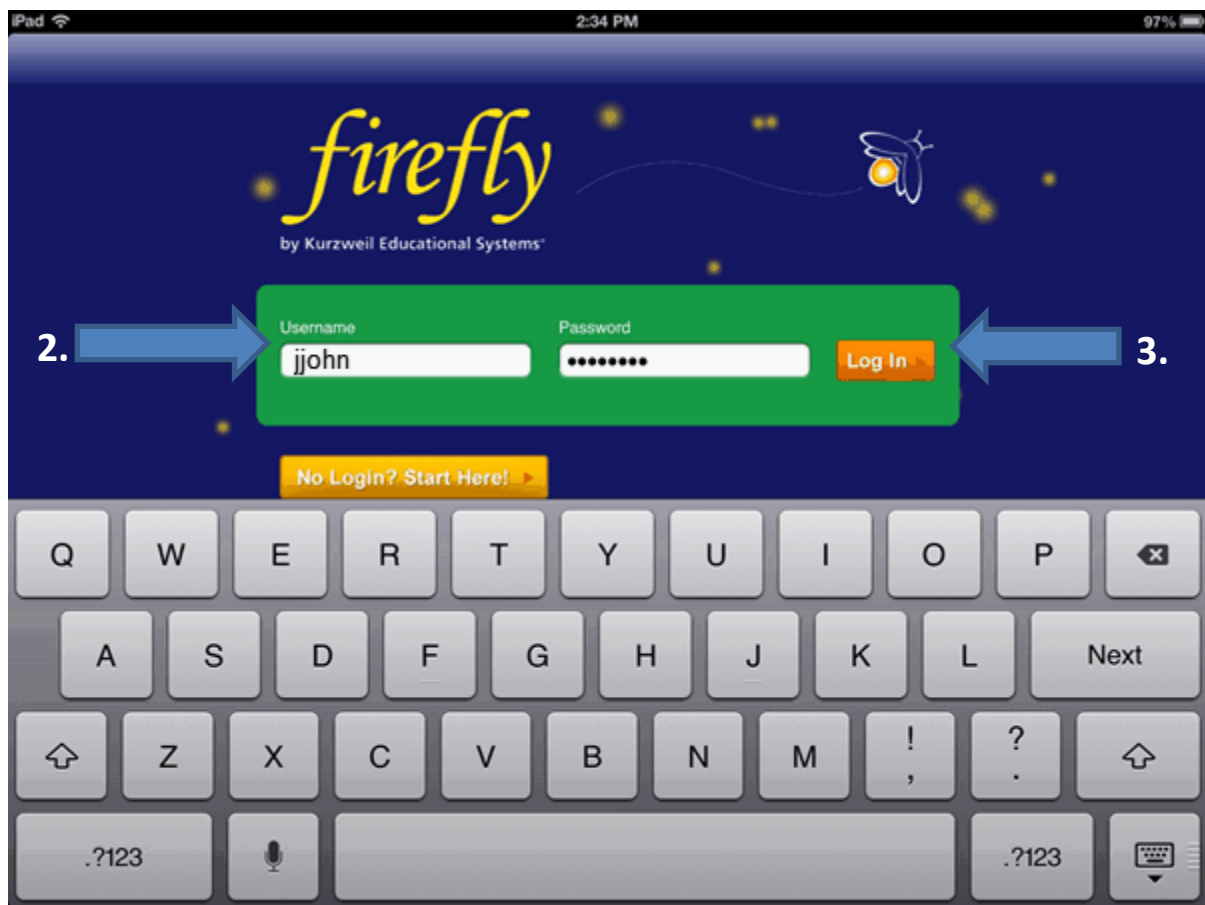 iPad 2:34 PM 97%
firefly
by Kurzweil Educational Systems
Username Password
2. jjohn •••••••• Log In 3.
No Login? Start Here!
Q W E R T Y U I O P
A S D F G H J K L Next
Z X C V B N M ! , ? .
.?123 .?123